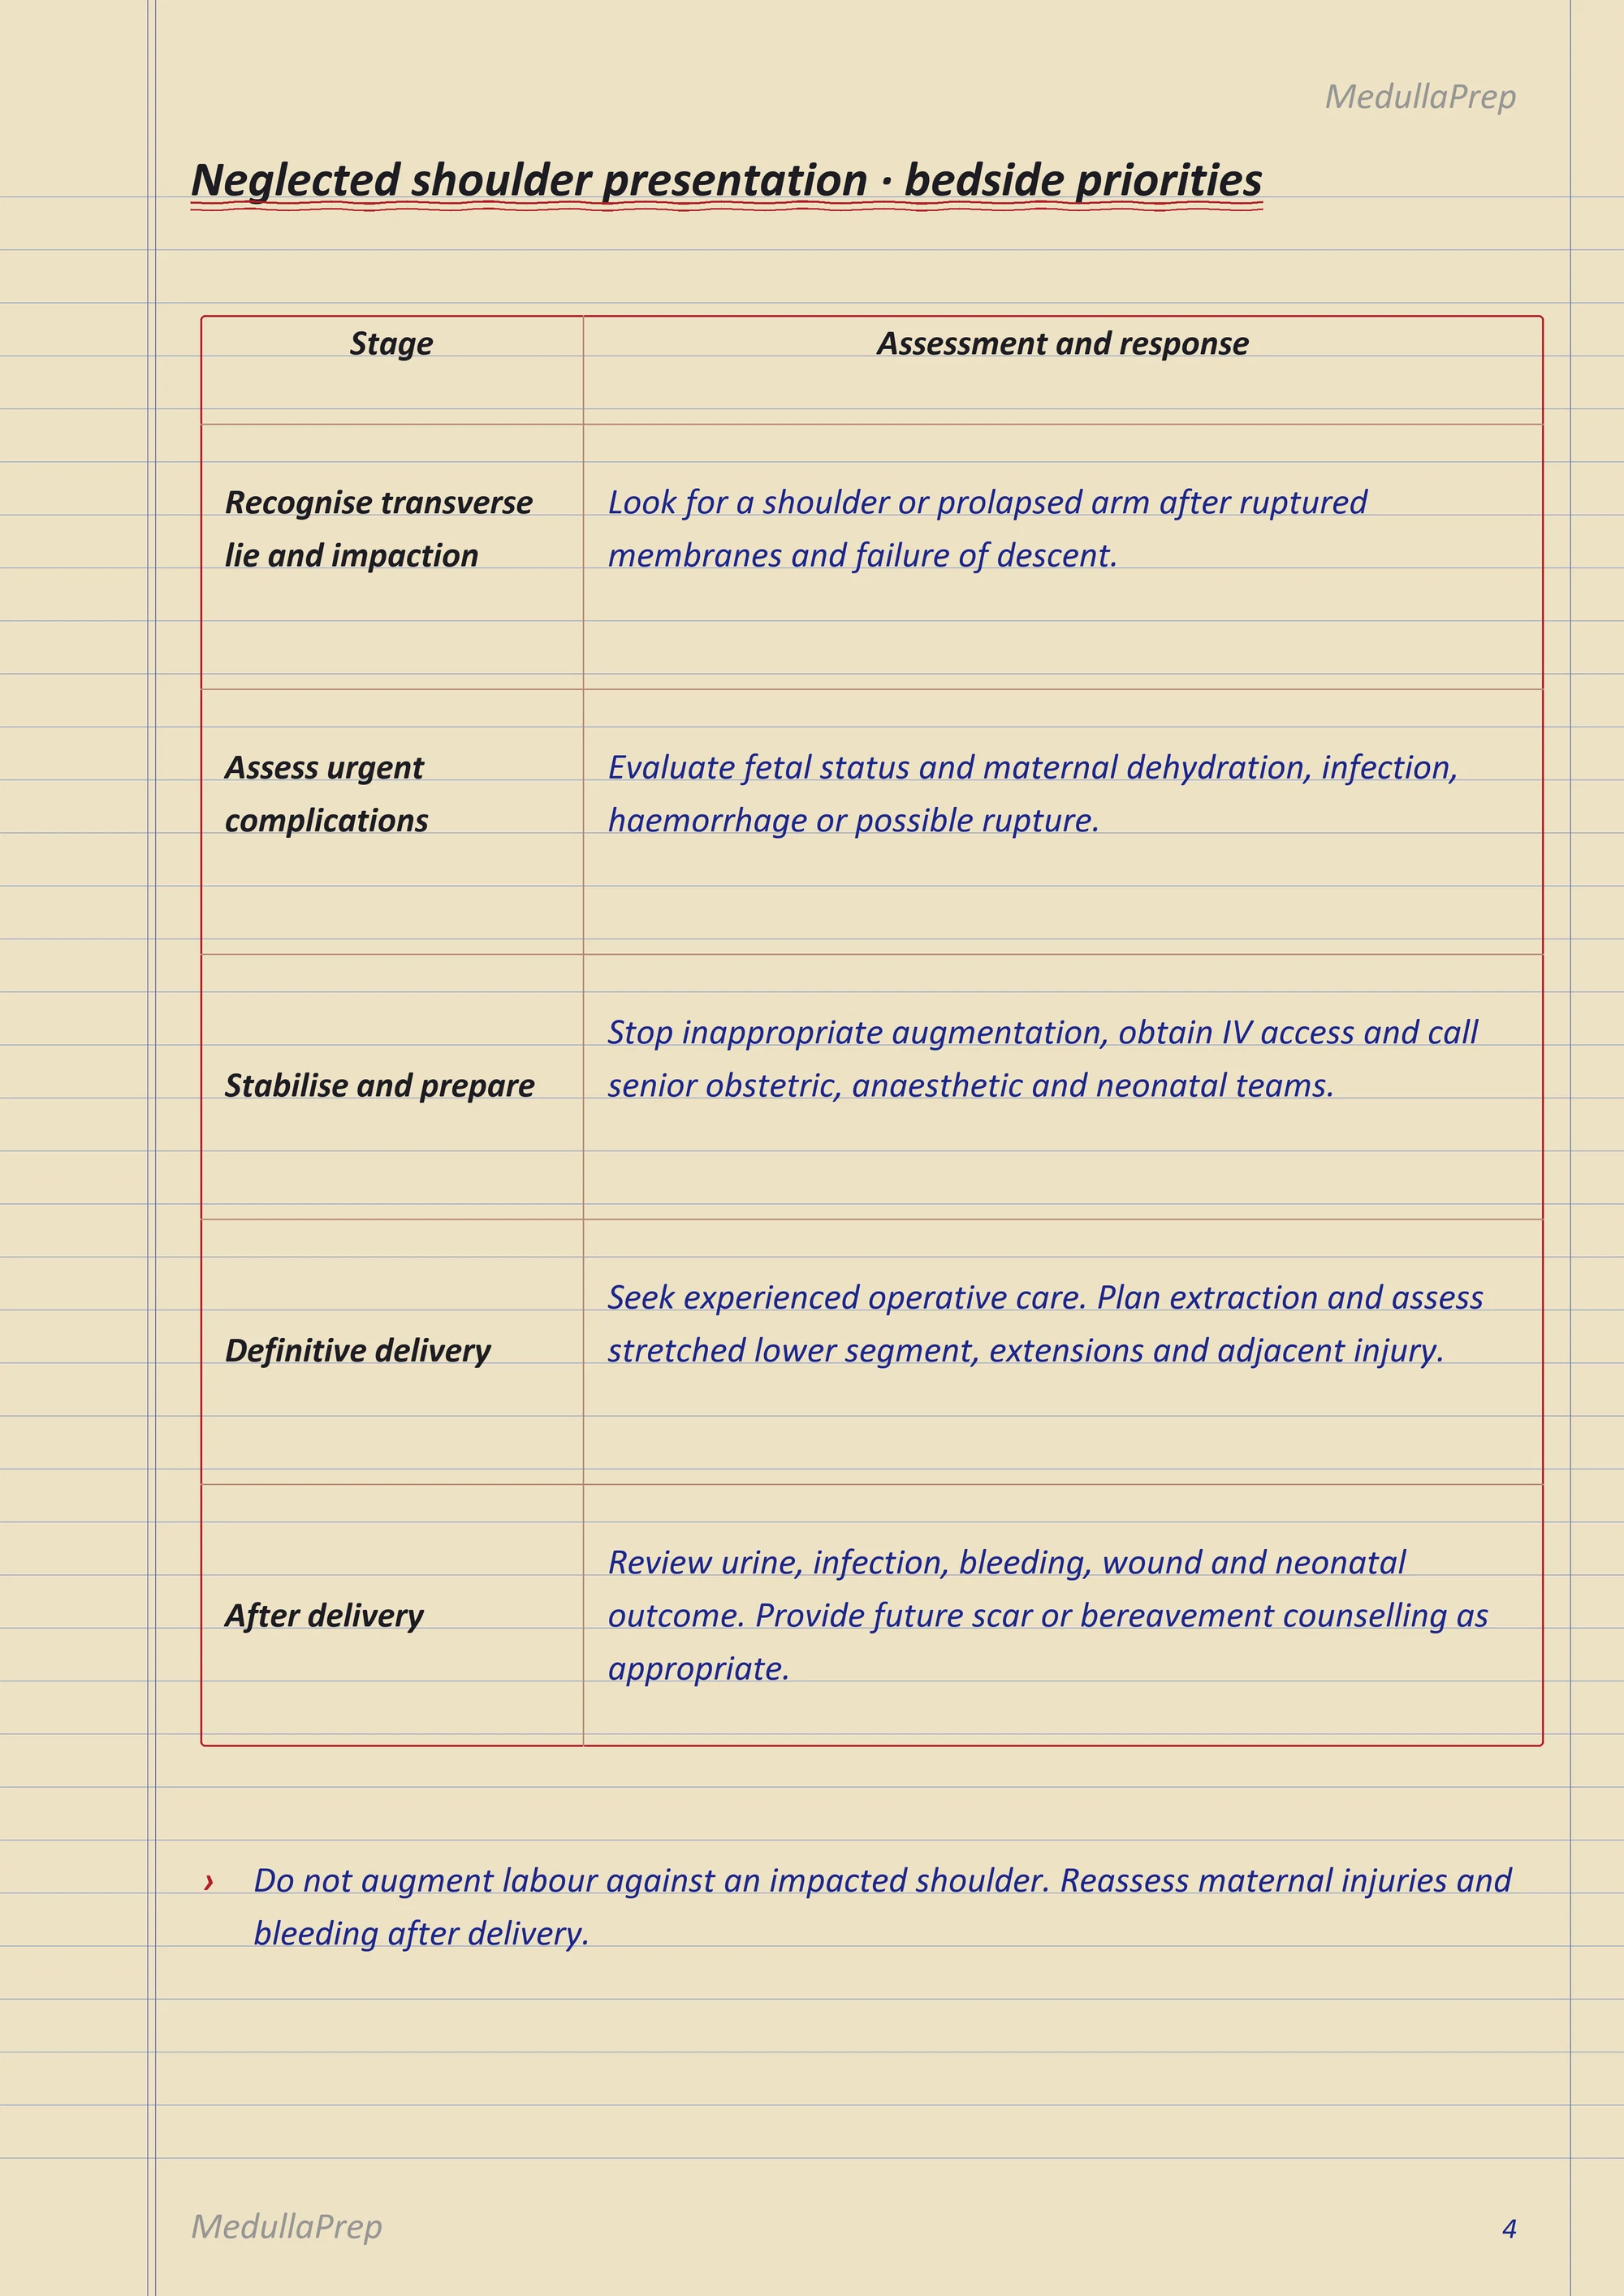 MedullaPrep
Neglected shoulder presentation · bedside priorities
Stage
Assessment and response
Recognise transverse
lie and impaction
Look for a shoulder or prolapsed arm after ruptured
membranes and failure of descent.
Assess urgent
complications
Evaluate fetal status and maternal dehydration, infection,
haemorrhage or possible rupture.
Stabilise and prepare
Stop inappropriate augmentation, obtain IV access and call
senior obstetric, anaesthetic and neonatal teams.
Definitive delivery
Seek experienced operative care. Plan extraction and assess
stretched lower segment, extensions and adjacent injury.
After delivery
Review urine, infection, bleeding, wound and neonatal
outcome. Provide future scar or bereavement counselling as
appropriate.
› Do not augment labour against an impacted shoulder. Reassess maternal injuries and
bleeding after delivery.
MedullaPrep
4